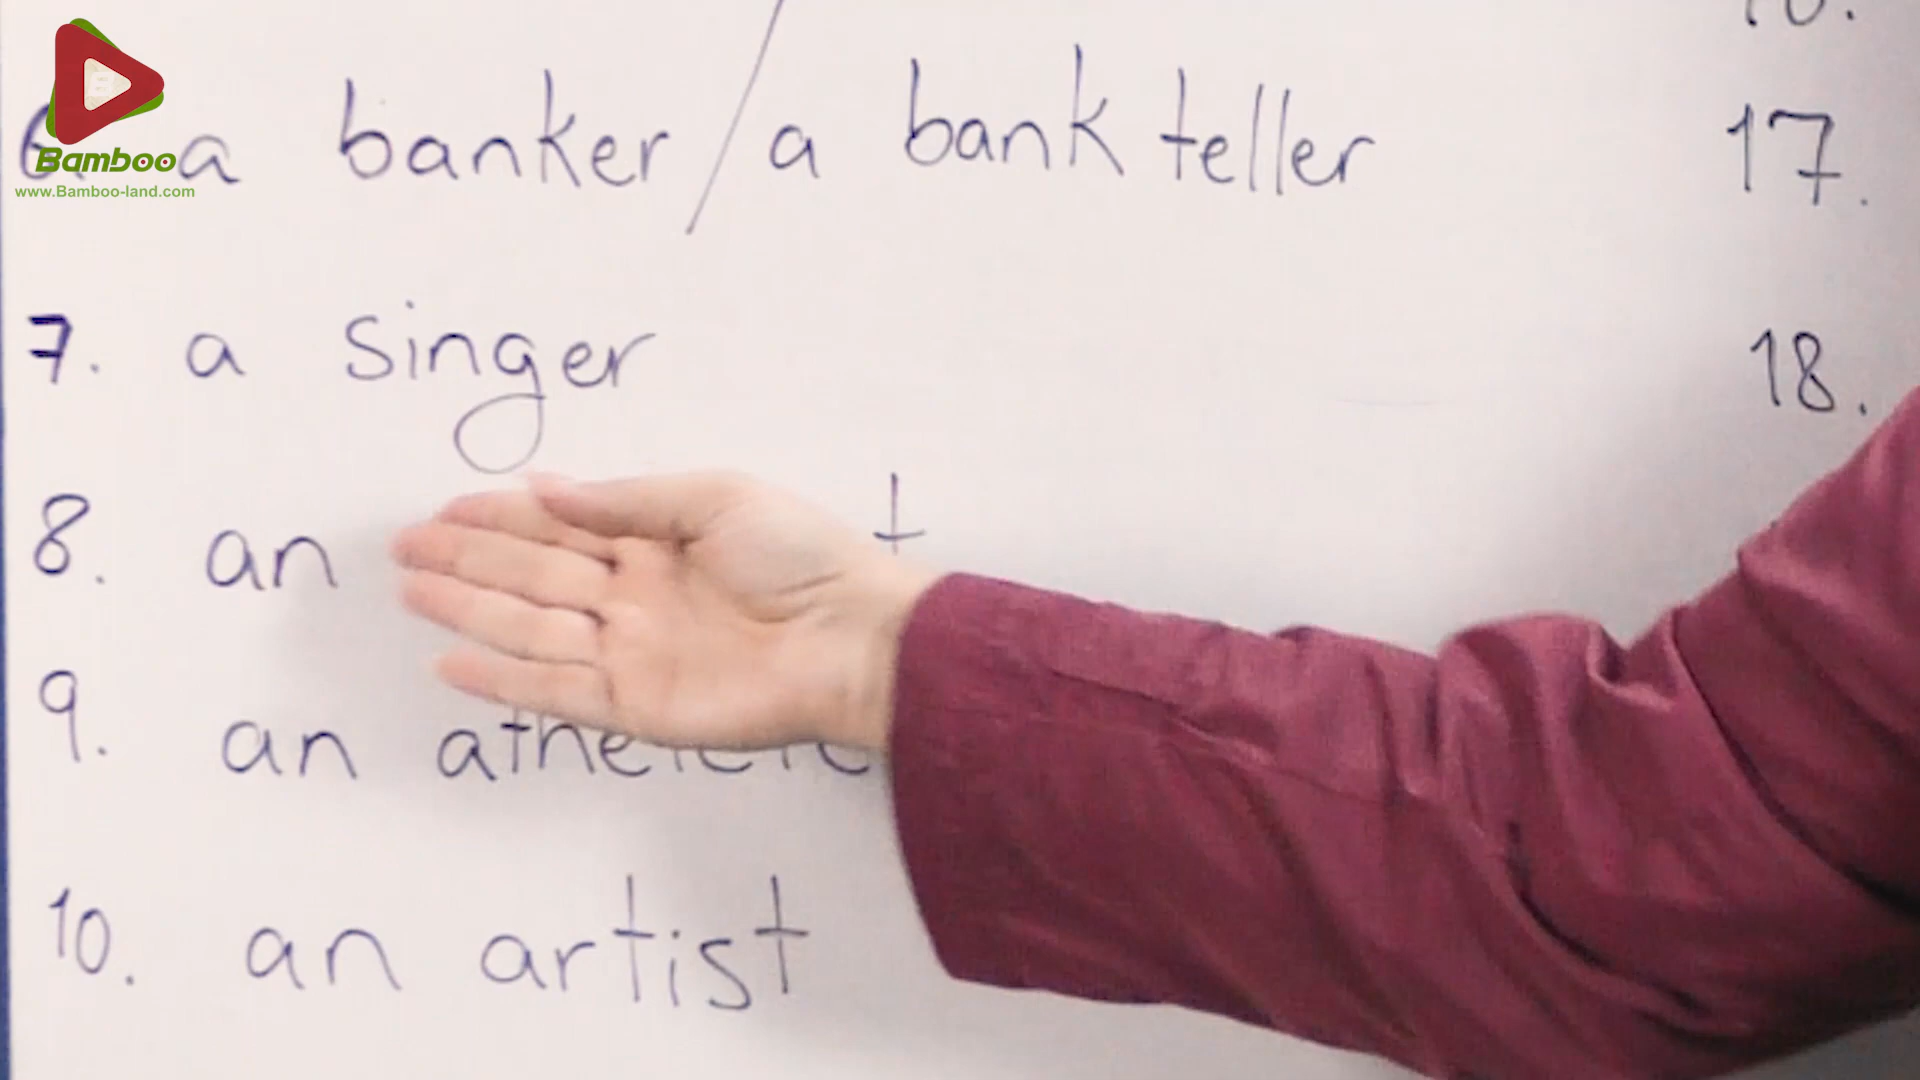 Bamboo
www.Bamboo-land.com
a banker / a bank teller
7. a singer
8. an
9. an
10. an artist
17.
18.